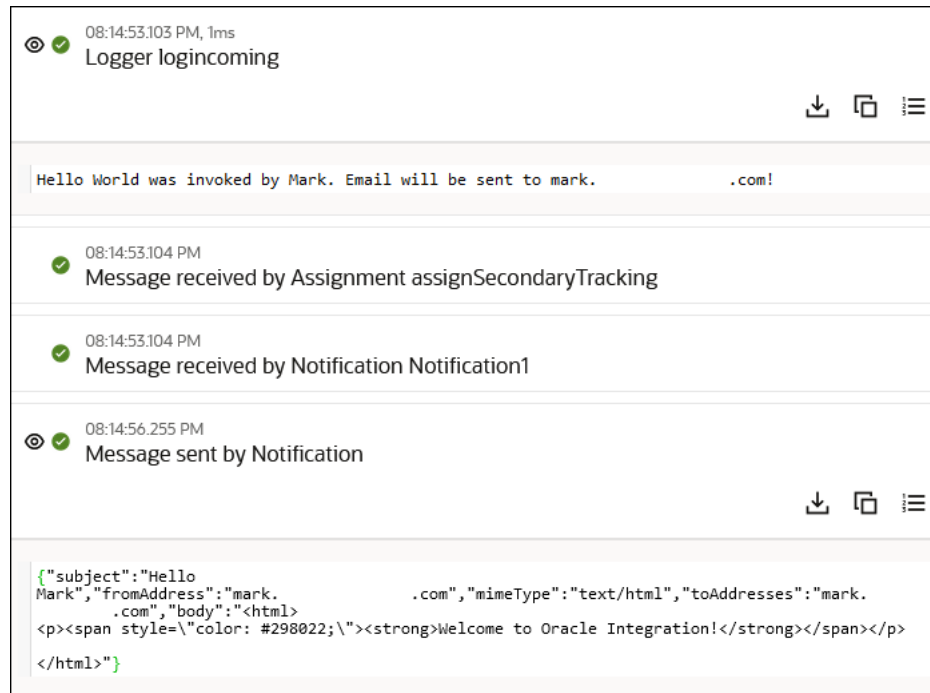 08:14:53.103 PM, 1ms
Logger logincoming
Hello World was invoked by Mark. Email will be sent to mark. .com!
08:14:53.104 PM
Message received by Assignment assignSecondaryTracking
08:14:53.104 PM
Message received by Notification Notification1
08:14:56.255 PM
Message sent by Notification
{"subject":"Hello
Mark","fromAddress":"mark. .com","mimeType":"text/html","toAddresses":"mark.
.com","body":"<html>
<p><span style=\"color: #298022;\"><strong>Welcome to Oracle Integration!</strong></span></p>
</html>"}